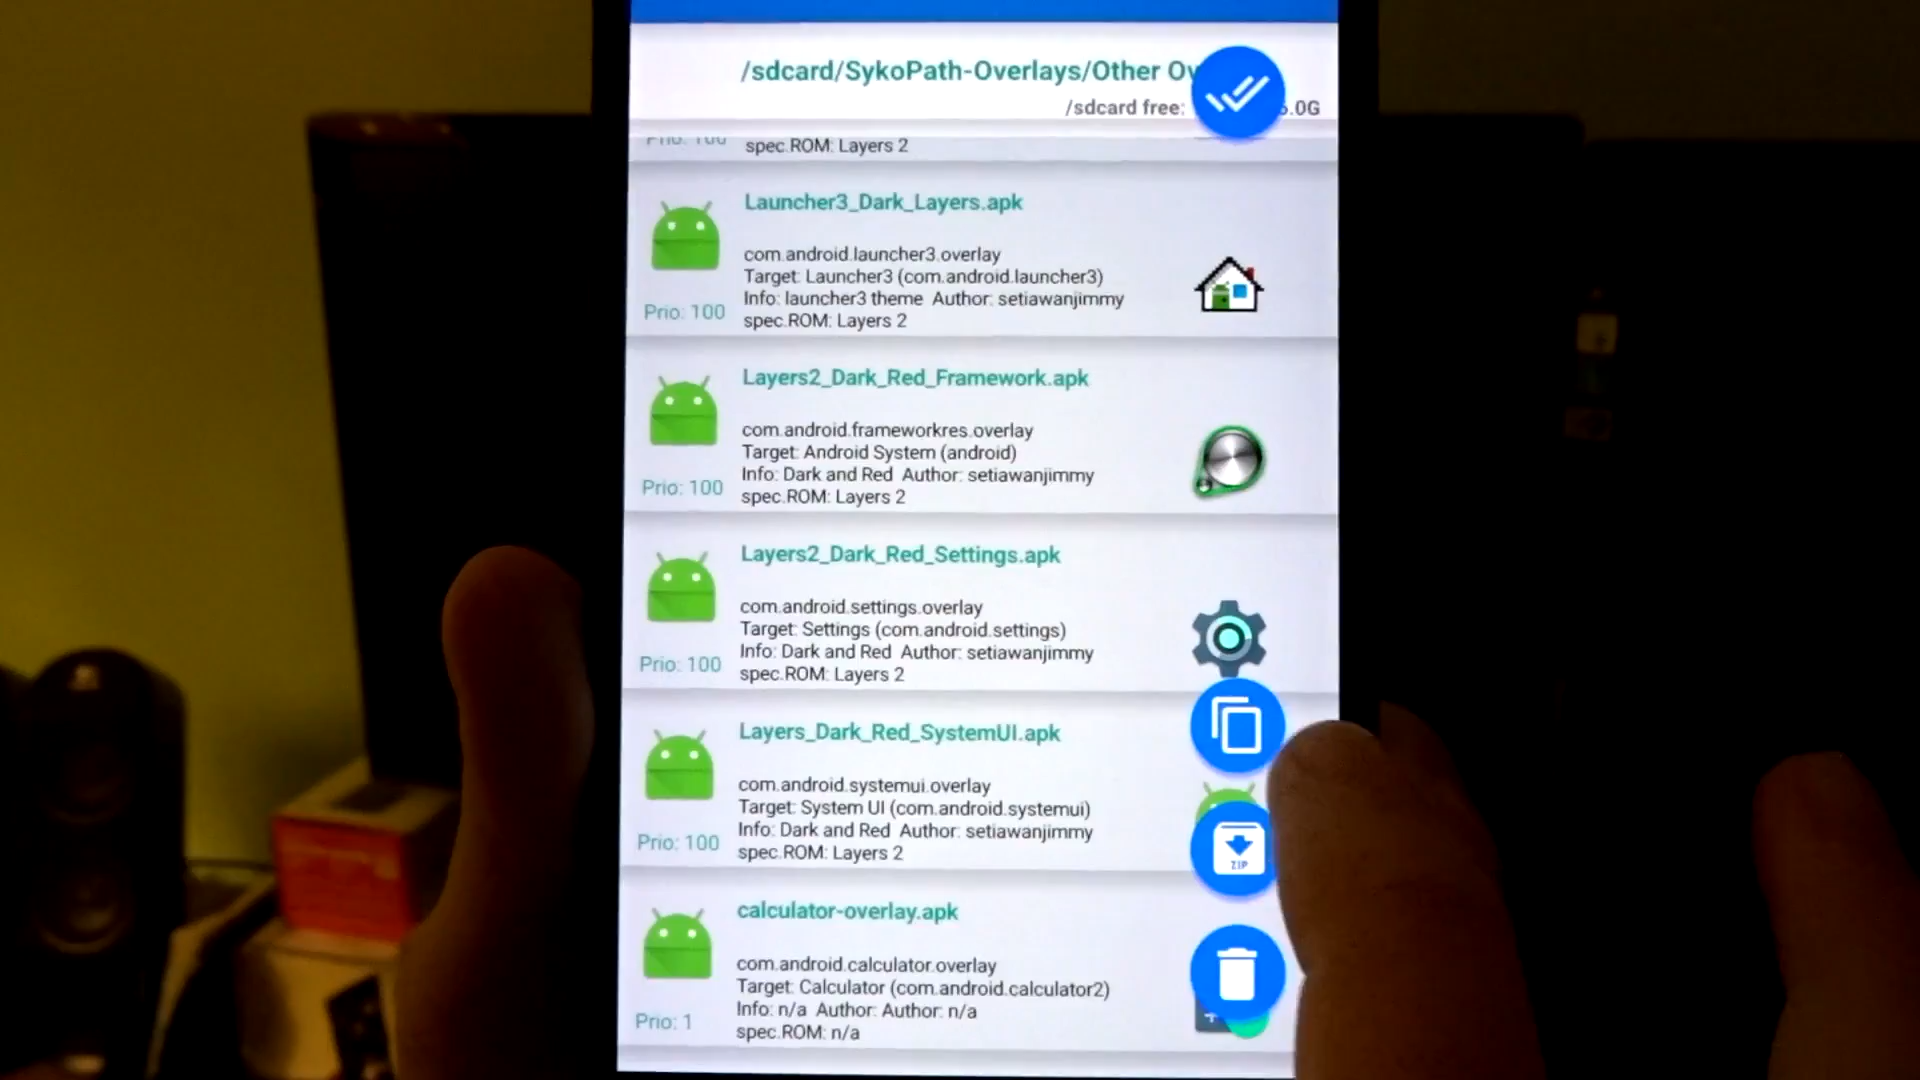 /sdcard/SykoPath-Overlays/Other Ov
/sdcard free: .0G
Prio: 100
spec.ROM: Layers 2
Launcher3_Dark_Layers.apk
com.android.launcher3.overlay
Target: Launcher3 (com.android.launcher3)
Info: launcher3 theme Author: setiawanjimmy
Prio: 100
spec.ROM: Layers 2
Layers2_Dark_Red_Framework.apk
com.android.frameworkres.overlay
Target: Android System (android)
Info: Dark and Red Author: setiawanjimmy
Prio: 100
spec.ROM: Layers 2
Layers2_Dark_Red_Settings.apk
com.android.settings.overlay
Target: Settings (com.android.settings)
Info: Dark and Red Author: setiawanjimmy
Prio: 100
spec.ROM: Layers 2
Layers_Dark_Red_SystemUI.apk
com.android.systemui.overlay
Target: System UI (com.android.systemui)
Info: Dark and Red Author: setiawanjimmy
Prio: 100
spec.ROM: Layers 2
ZIP
calculator-overlay.apk
com.android.calculator.overlay
Target: Calculator (com.android.calculator2)
Info: n/a Author: Author: n/a
Prio: 1
spec.ROM: n/a